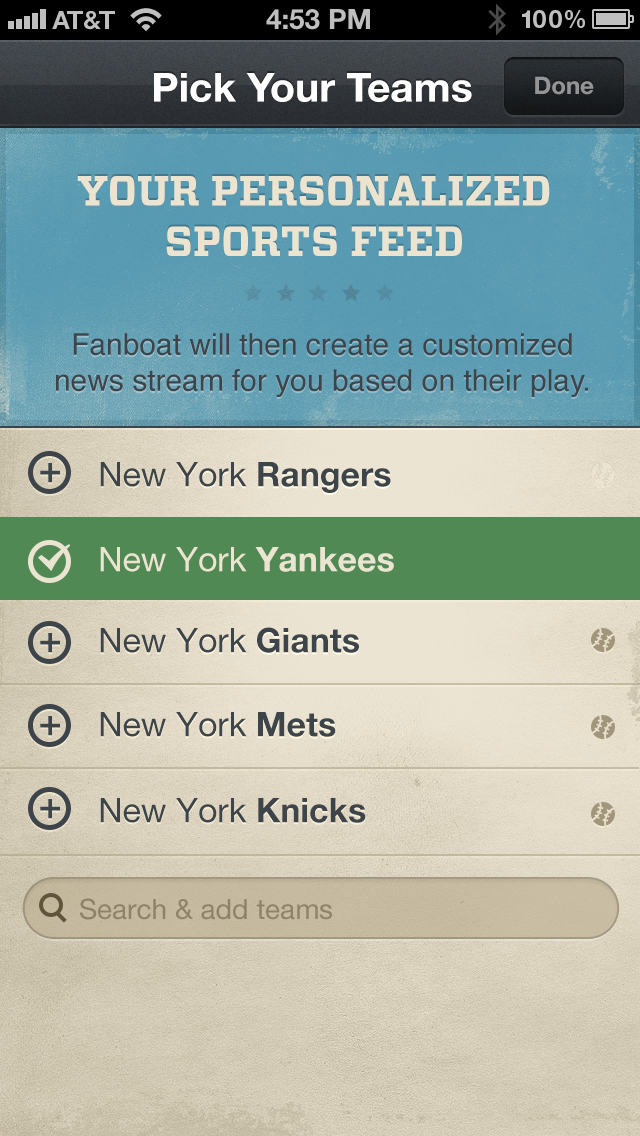 AT&T 4:53 PM 100%
Pick Your Teams Done
YOUR PERSONALIZED
SPORTS FEED
Fanboat will then create a customized
news stream for you based on their play.
New York Rangers
New York Yankees
New York Giants
New York Mets
New York Knicks
Search & add teams